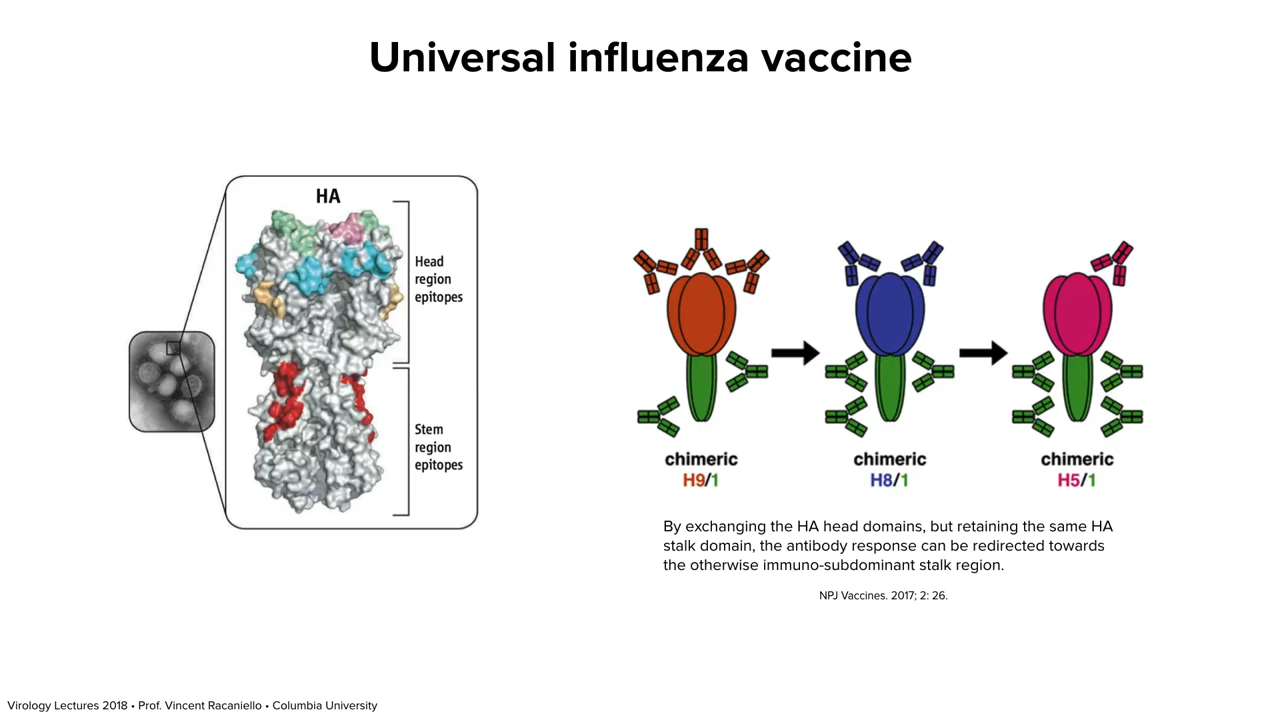 Universal influenza vaccine
HA
Head
region
epitopes
Stem
region
epitopes
chimeric
H9/1
chimeric
H8/1
chimeric
H5/1
By exchanging the HA head domains, but retaining the same HA
stalk domain, the antibody response can be redirected towards
the otherwise immuno-subdominant stalk region.
NPJ Vaccines. 2017; 2: 26.
Virology Lectures 2018 • Prof. Vincent Racaniello • Columbia University